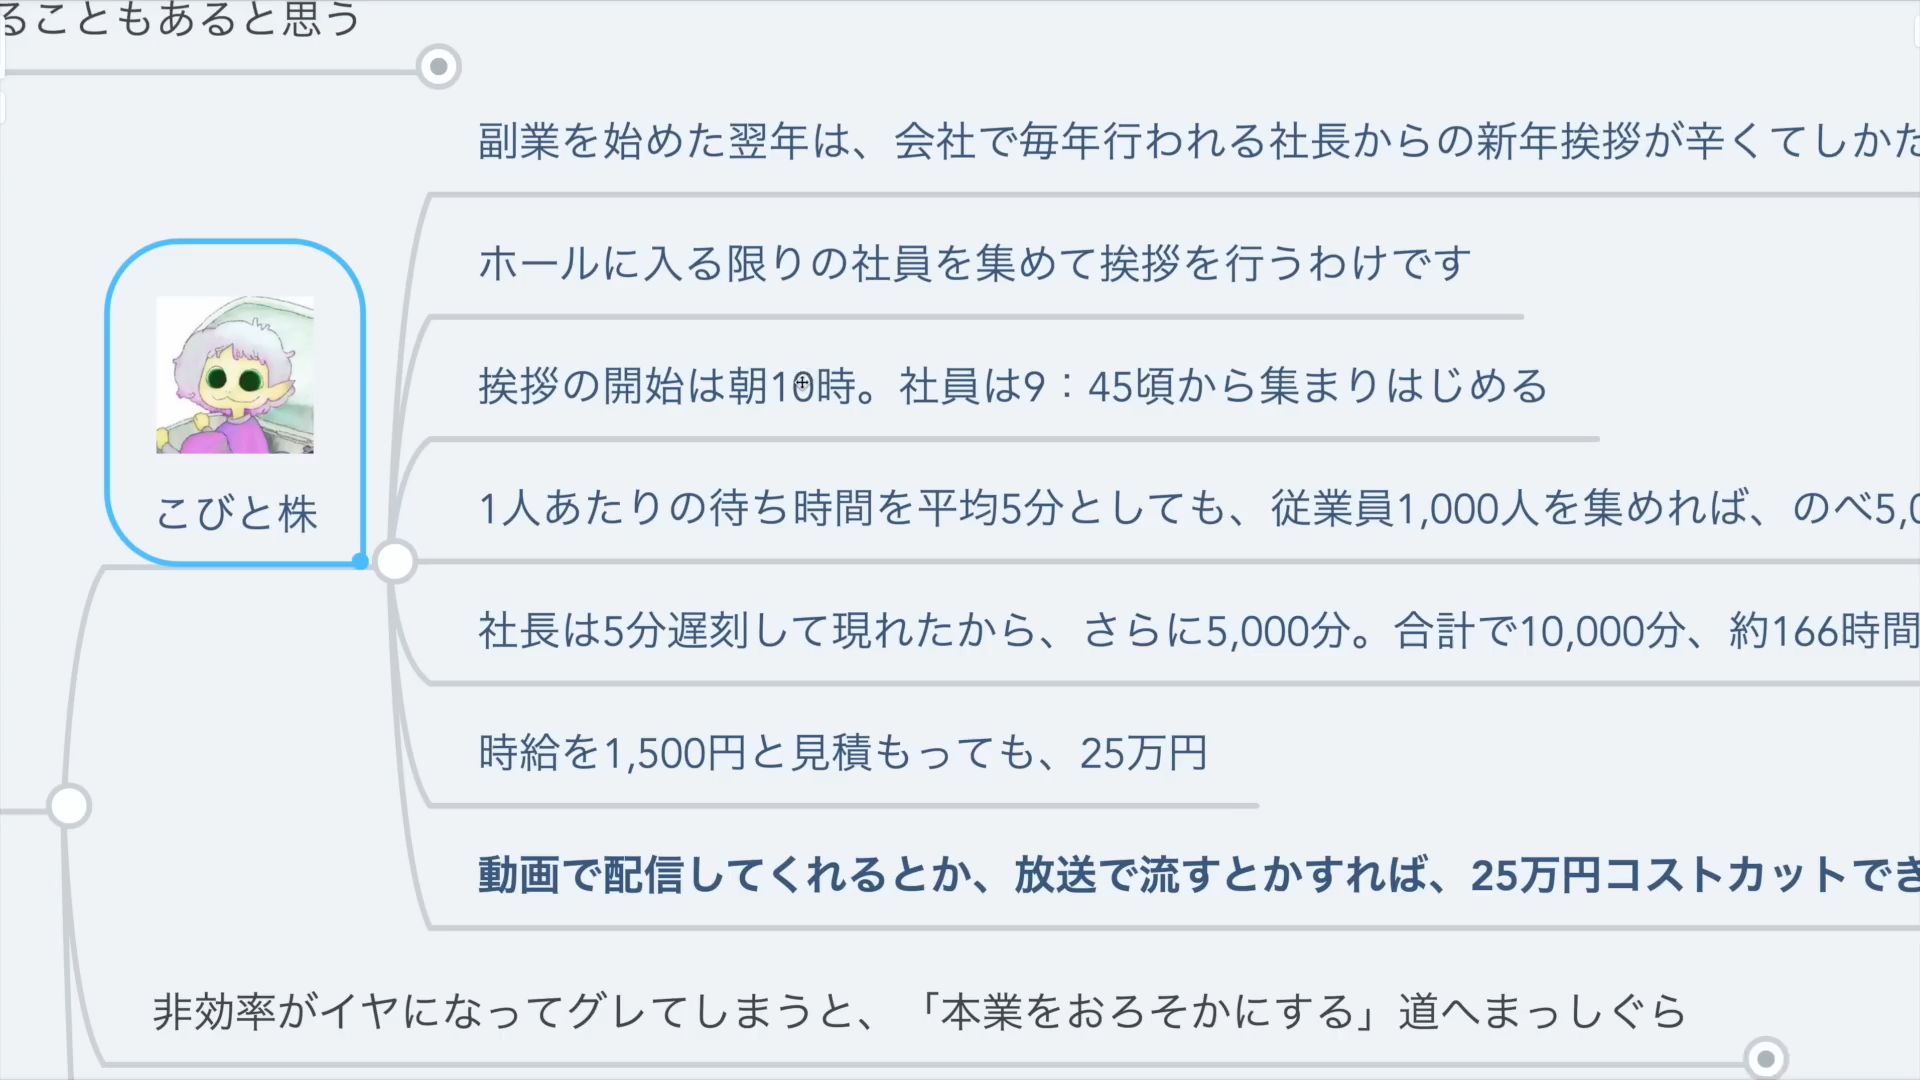 ることもあると思う
副業を始めた翌年は、会社で毎年行われる社長からの新年挨拶が辛くてしかた
ホールに入る限りの社員を集めて挨拶を行うわけです
挨拶の開始は朝10時。社員は9：45頃から集まりはじめる
こびと株
1人あたりの待ち時間を平均5分としても、従業員1,000人を集めれば、のべ5,0
社長は5分遅刻して現れたから、さらに5,000分。合計で10,000分、約166時間
時給を1,500円と見積もっても、25万円
動画で配信してくれるとか、放送で流すとかすれば、25万円コストカットでき
非効率がイヤになってグレてしまうと、「本業をおろそかにする」道へまっしぐら